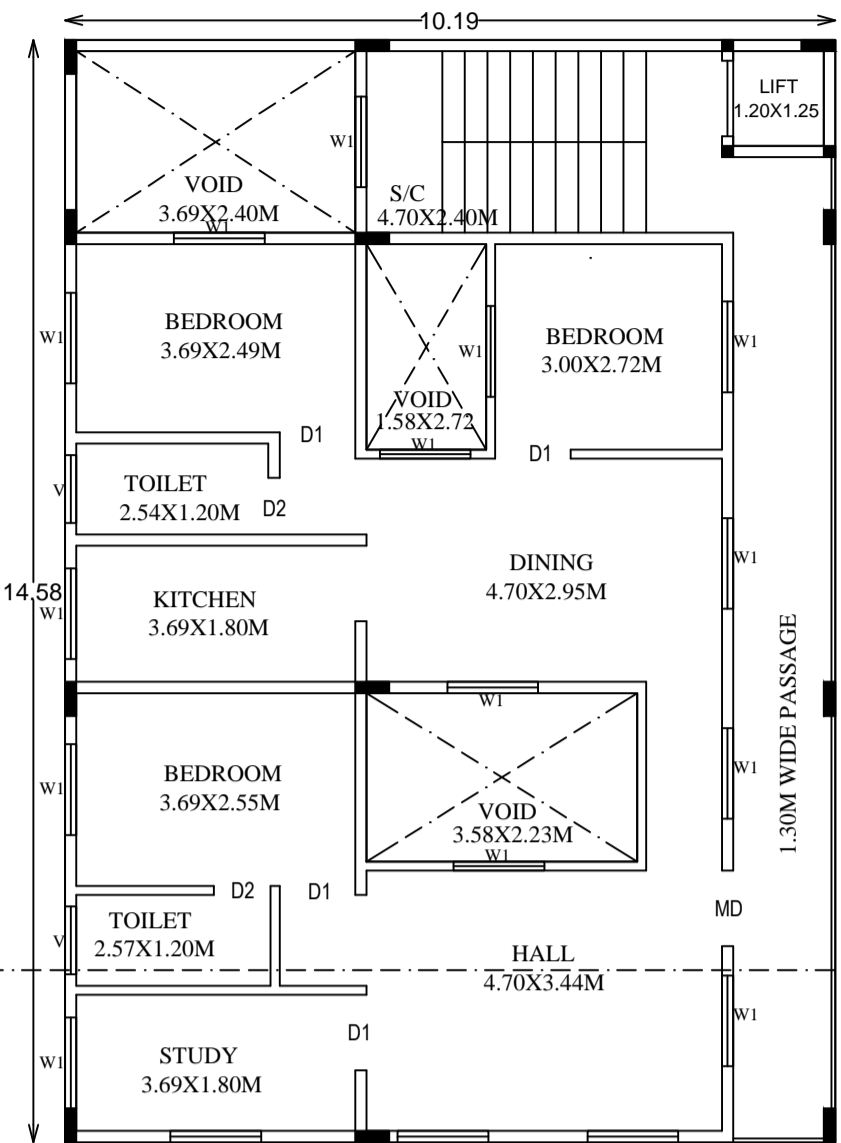 10.19
LIFT
1.20X1.25
W1
VOID
3.69X2.40M
W1
S/C
4.70X2.40M
BEDROOM
3.69X2.49M
W1
BEDROOM
3.00X2.72M
W1
W1
VOID
1.58X2.72
W1
D1
D1
TOILET
2.54X1.20M
V
D2
DINING
4.70X2.95M
W1
14.58
W1
KITCHEN
3.69X1.80M
1.30M WIDE PASSAGE
W1
BEDROOM
3.69X2.55M
W1
W1
VOID
3.58X2.23M
W1
D2
D1
MD
TOILET
2.57X1.20M
V
HALL
4.70X3.44M
W1
D1
STUDY
3.69X1.80M
W1